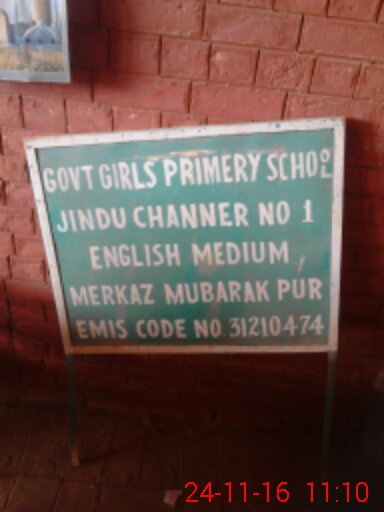 GOVT GIRLS PRIMERY SCHOOL
JINDU CHANNER NO 1
ENGLISH MEDIUM
MERKAZ MUBARAK PUR
EMIS CODE NO. 31210474
24-11-16 11:10